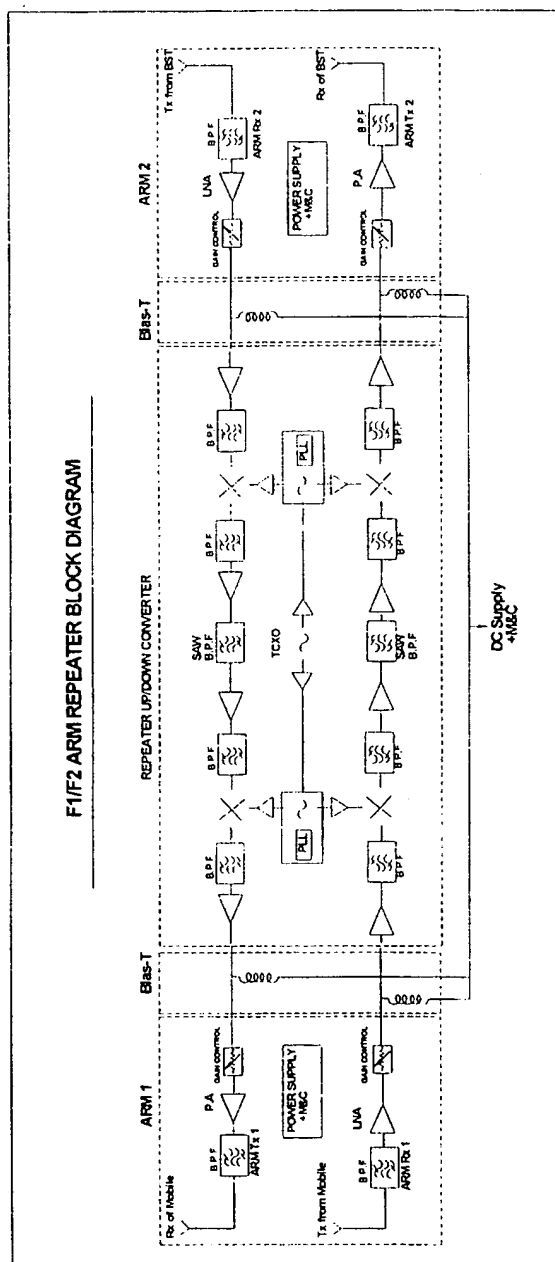 F1/F2 ARM REPEATER BLOCK DIAGRAM
ARM 1
Bias-T
REPEATER UP/DOWN CONVERTER
Bias-T
ARM 2
Rx of Mobile
B.P.F
ARM Tx 1
P.A
GAIN CONTROL
B.P.F
B.P.F
SAW
B.P.F
B.P.F
B.P.F
GAIN CONTROL
LNA
B.P.F
ARM Rx 2
Tx from BST
POWER SUPPLY
+M&C
PLL
TCXO
PLL
POWER SUPPLY
+M&C
Tx from Mobile
B.P.F
ARM Rx 1
LNA
GAIN CONTROL
B.P.F
B.P.F
SAW
B.P.F
B.P.F
B.P.F
GAIN CONTROL
P.A
B.P.F
ARM Tx 2
Rx of BST
DC Supply
+M&C